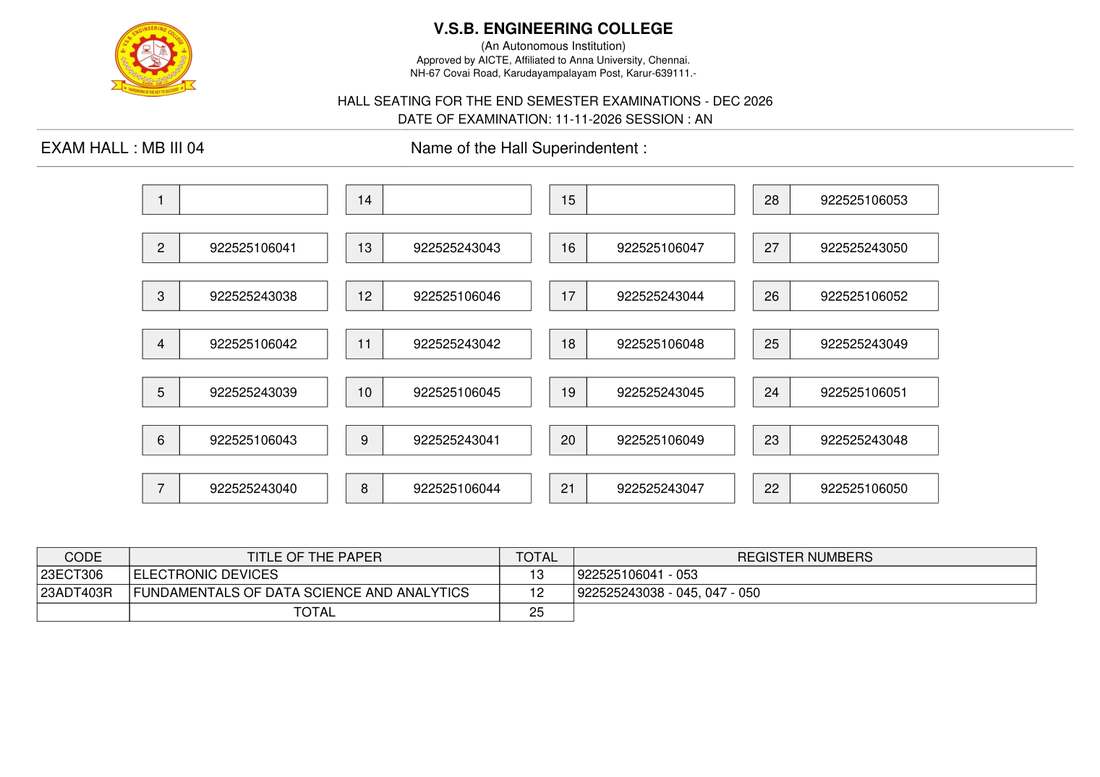 V.S.B. ENGINEERING COLLEGE
(An Autonomous Institution)
Approved by AICTE, Affiliated to Anna University, Chennai.
NH-67 Covai Road, Karudayampalayam Post, Karur-639111.-
HALL SEATING FOR THE END SEMESTER EXAMINATIONS - DEC 2026
DATE OF EXAMINATION: 11-11-2026 SESSION : AN
EXAM HALL : MB III 04 Name of the Hall Superindentent :
1 14 15 28 922525106053
2 922525106041 13 922525243043 16 922525106047 27 922525243050
3 922525243038 12 922525106046 17 922525243044 26 922525106052
4 922525106042 11 922525243042 18 922525106048 25 922525243049
5 922525243039 10 922525106045 19 922525243045 24 922525106051
6 922525106043 9 922525243041 20 922525106049 23 922525243048
7 922525243040 8 922525106044 21 922525243047 22 922525106050
CODE TITLE OF THE PAPER TOTAL REGISTER NUMBERS
23ECT306 ELECTRONIC DEVICES 13 922525106041 - 053
23ADT403R FUNDAMENTALS OF DATA SCIENCE AND ANALYTICS 12 922525243038 - 045, 047 - 050
TOTAL 25